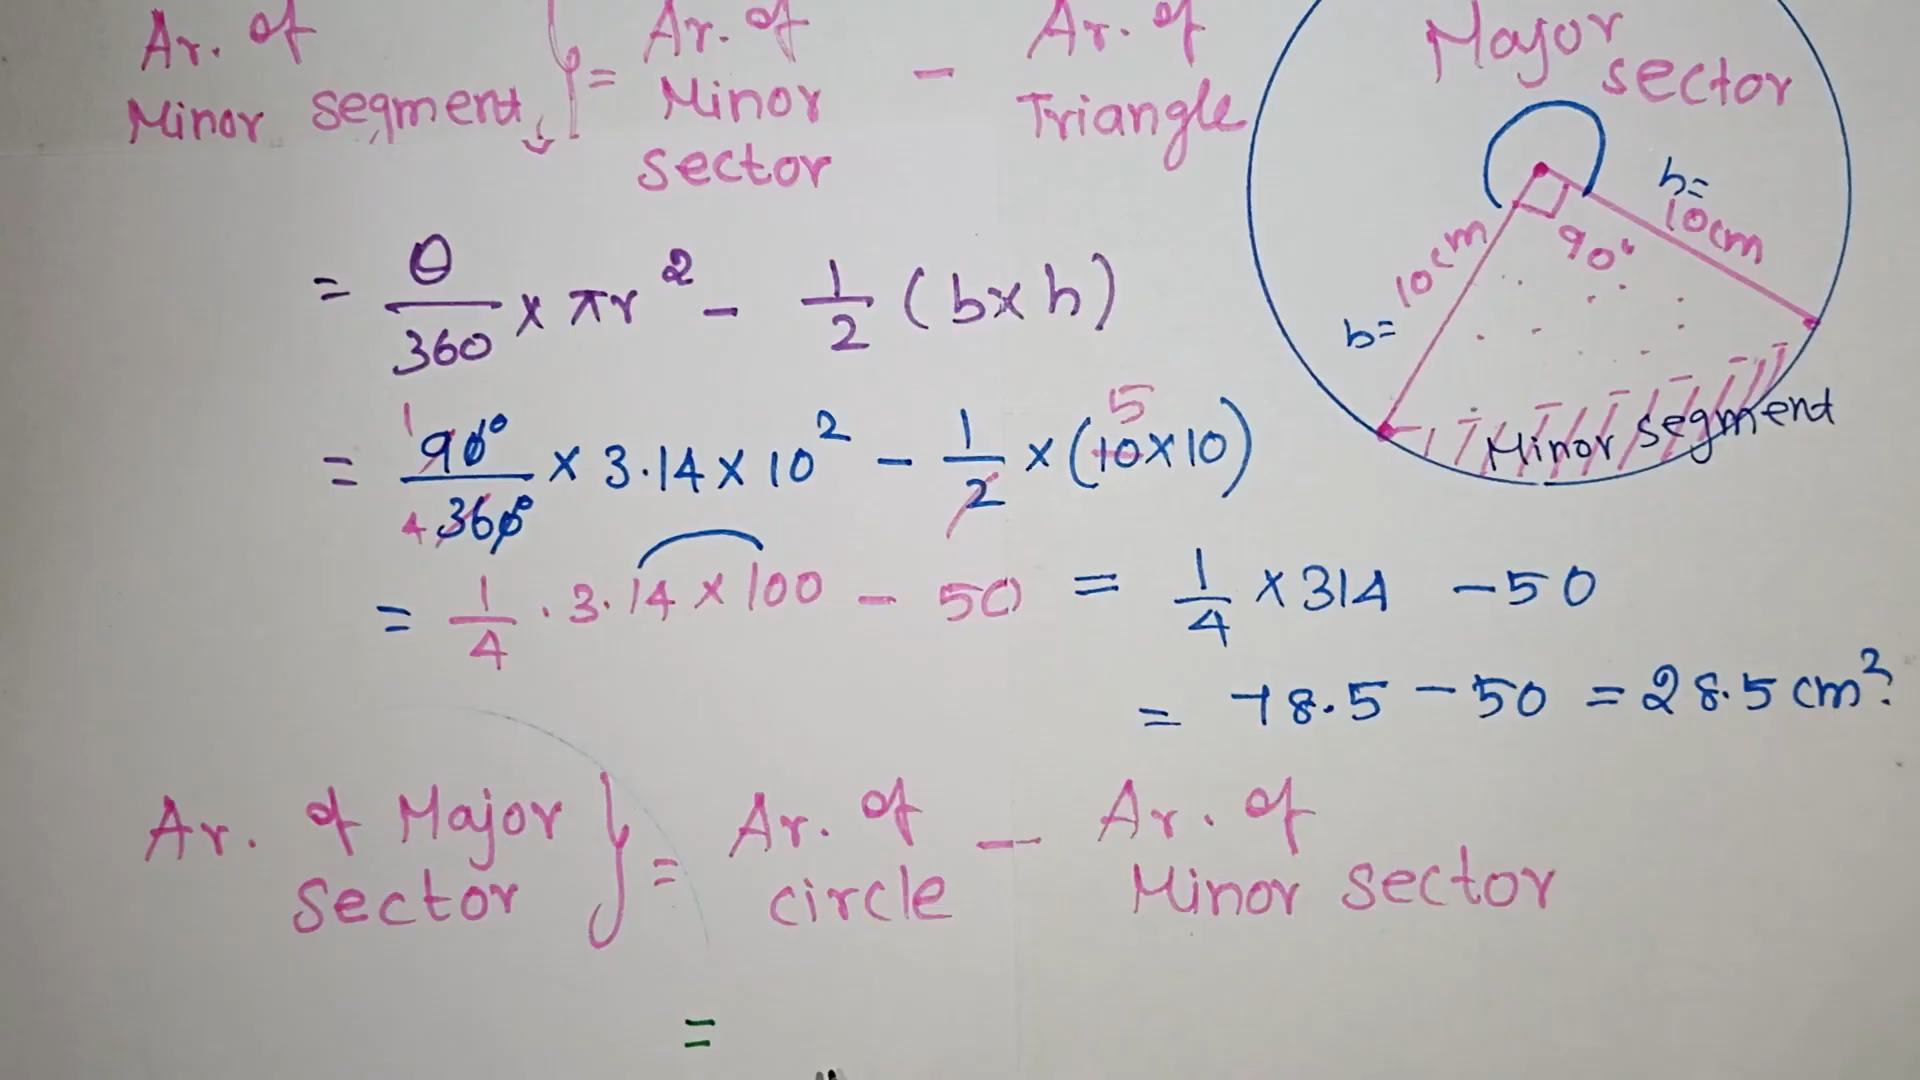 Ar. of Minor segment } = Ar. of Minor sector - Ar. of Triangle
= θ/360 × πr² - 1/2 (b×h)
= 90°/360° × 3.14 × 10² - 1/2 × (10×10)
1 4 5
= 1/4 . 3.14 × 100 - 50 = 1/4 × 314 - 50
= 78.5 - 50 = 28.5 cm².
Ar. of Major sector } = Ar. of circle - Ar. of Minor sector
=
Major sector
h= 10cm
90°
b= 10cm
Minor segment